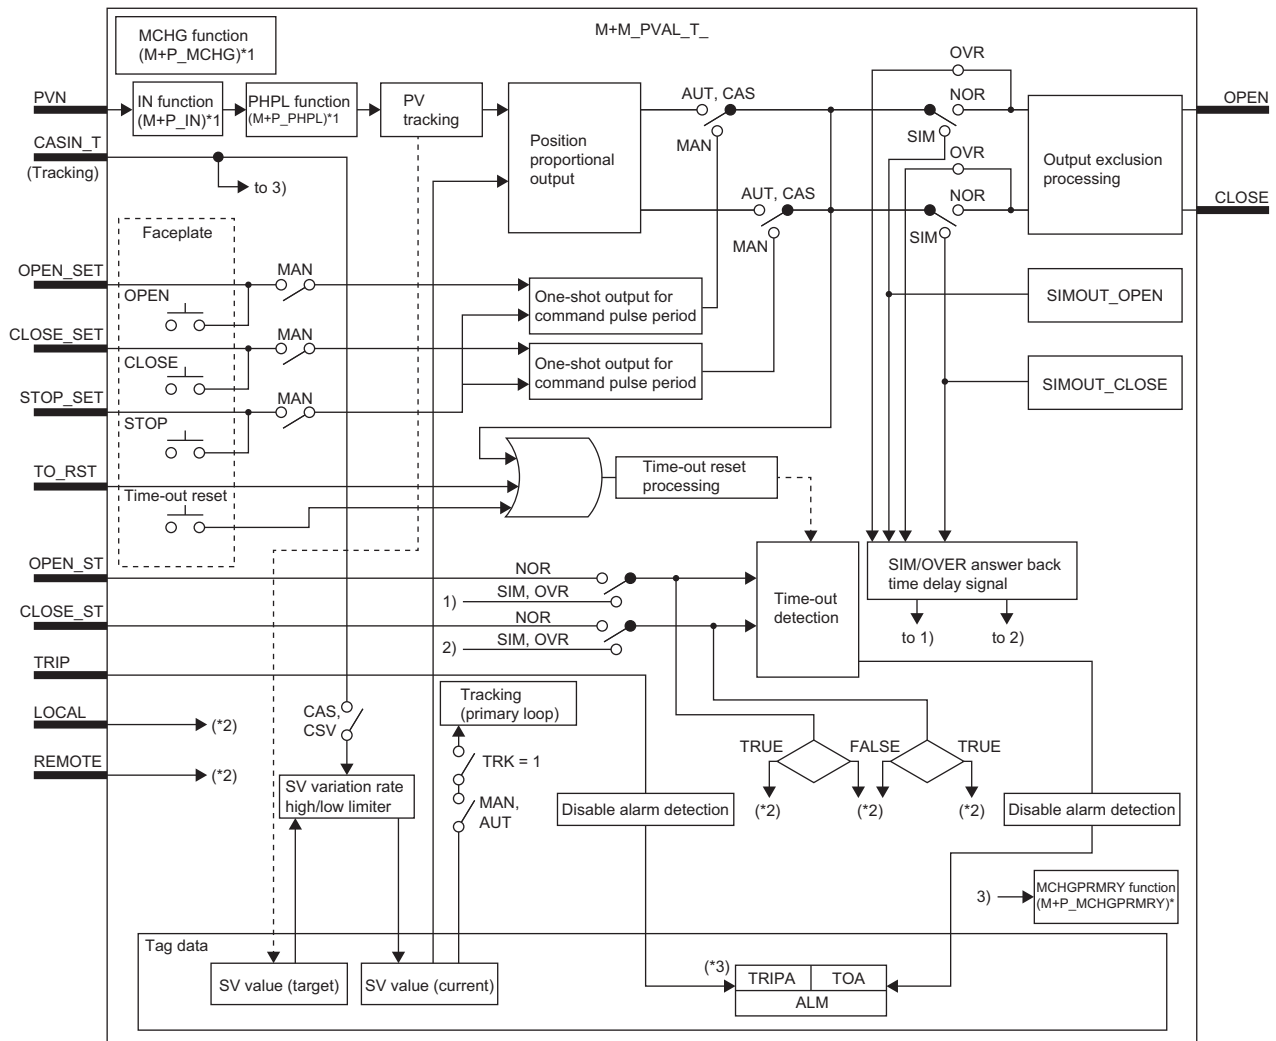 M+M_PVAL_T_
MCHG function
(M+P_MCHG)*1
PVN
IN function
(M+P_IN)*1
PHPL function
(M+P_PHPL)*1
PV
tracking
Position
proportional
output
AUT, CAS
MAN
OVR
NOR
SIM
OVR
NOR
SIM
AUT, CAS
MAN
Output exclusion
processing
OPEN
CLOSE
CASIN_T
(Tracking)
to 3)
Faceplate
OPEN_SET
OPEN
MAN
One-shot output for
command pulse period
SIMOUT_OPEN
CLOSE_SET
CLOSE
MAN
One-shot output for
command pulse period
SIMOUT_CLOSE
STOP_SET
STOP
MAN
TO_RST
Time-out reset
Time-out reset
processing
OPEN_ST
NOR
1)
SIM, OVR
CLOSE_ST
NOR
2)
SIM, OVR
Time-out
detection
SIM/OVER answer back
time delay signal
to 1)
to 2)
TRIP
LOCAL
(*2)
REMOTE
(*2)
CAS,
CSV
Tracking
(primary loop)
TRK = 1
MAN,
AUT
SV variation rate
high/low limiter
TRUE
FALSE
TRUE
(*2)
(*2)
(*2)
(*2)
Disable alarm detection
Disable alarm detection
3)
MCHGPRMRY function
(M+P_MCHGPRMRY)*
Tag data
SV value (target)
SV value (current)
(*3)
TRIPA
TOA
ALM